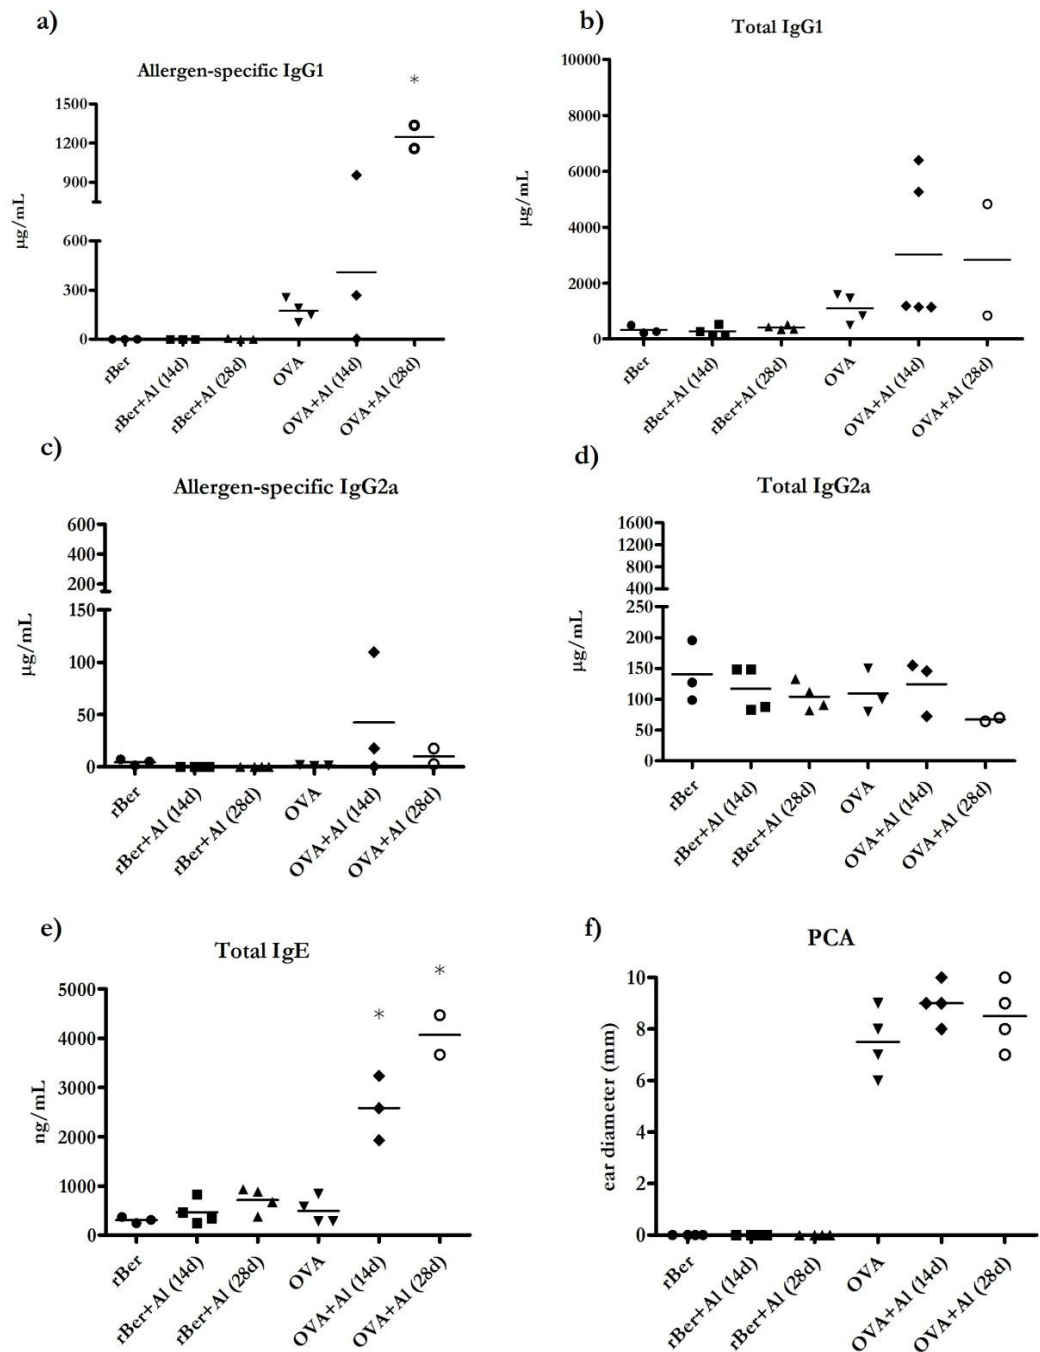 a)
Allergen-specific IgG1
*
1500
1200
900
600
300
0
μg/mL
rBer
rBer+Al (14d)
rBer+Al (28d)
OVA
OVA+Al (14d)
OVA+Al (28d)
b)
Total IgG1
10000
8000
6000
4000
2000
0
μg/mL
rBer
rBer+Al (14d)
rBer+Al (28d)
OVA
OVA+Al (14d)
OVA+Al (28d)
c)
Allergen-specific IgG2a
600
400
200
150
100
50
0
μg/mL
rBer
rBer+Al (14d)
rBer+Al (28d)
OVA
OVA+Al (14d)
OVA+Al (28d)
d)
Total IgG2a
1600
1200
800
400
250
200
150
100
50
0
μg/mL
rBer
rBer+Al (14d)
rBer+Al (28d)
OVA
OVA+Al (14d)
OVA+Al (28d)
e)
Total IgE
*
*
5000
4000
3000
2000
1000
0
ng/mL
rBer
rBer+Al (14d)
rBer+Al (28d)
OVA
OVA+Al (14d)
OVA+Al (28d)
f)
PCA
10
8
6
4
2
0
ear diameter (mm)
rBer
rBer+Al (14d)
rBer+Al (28d)
OVA
OVA+Al (14d)
OVA+Al (28d)